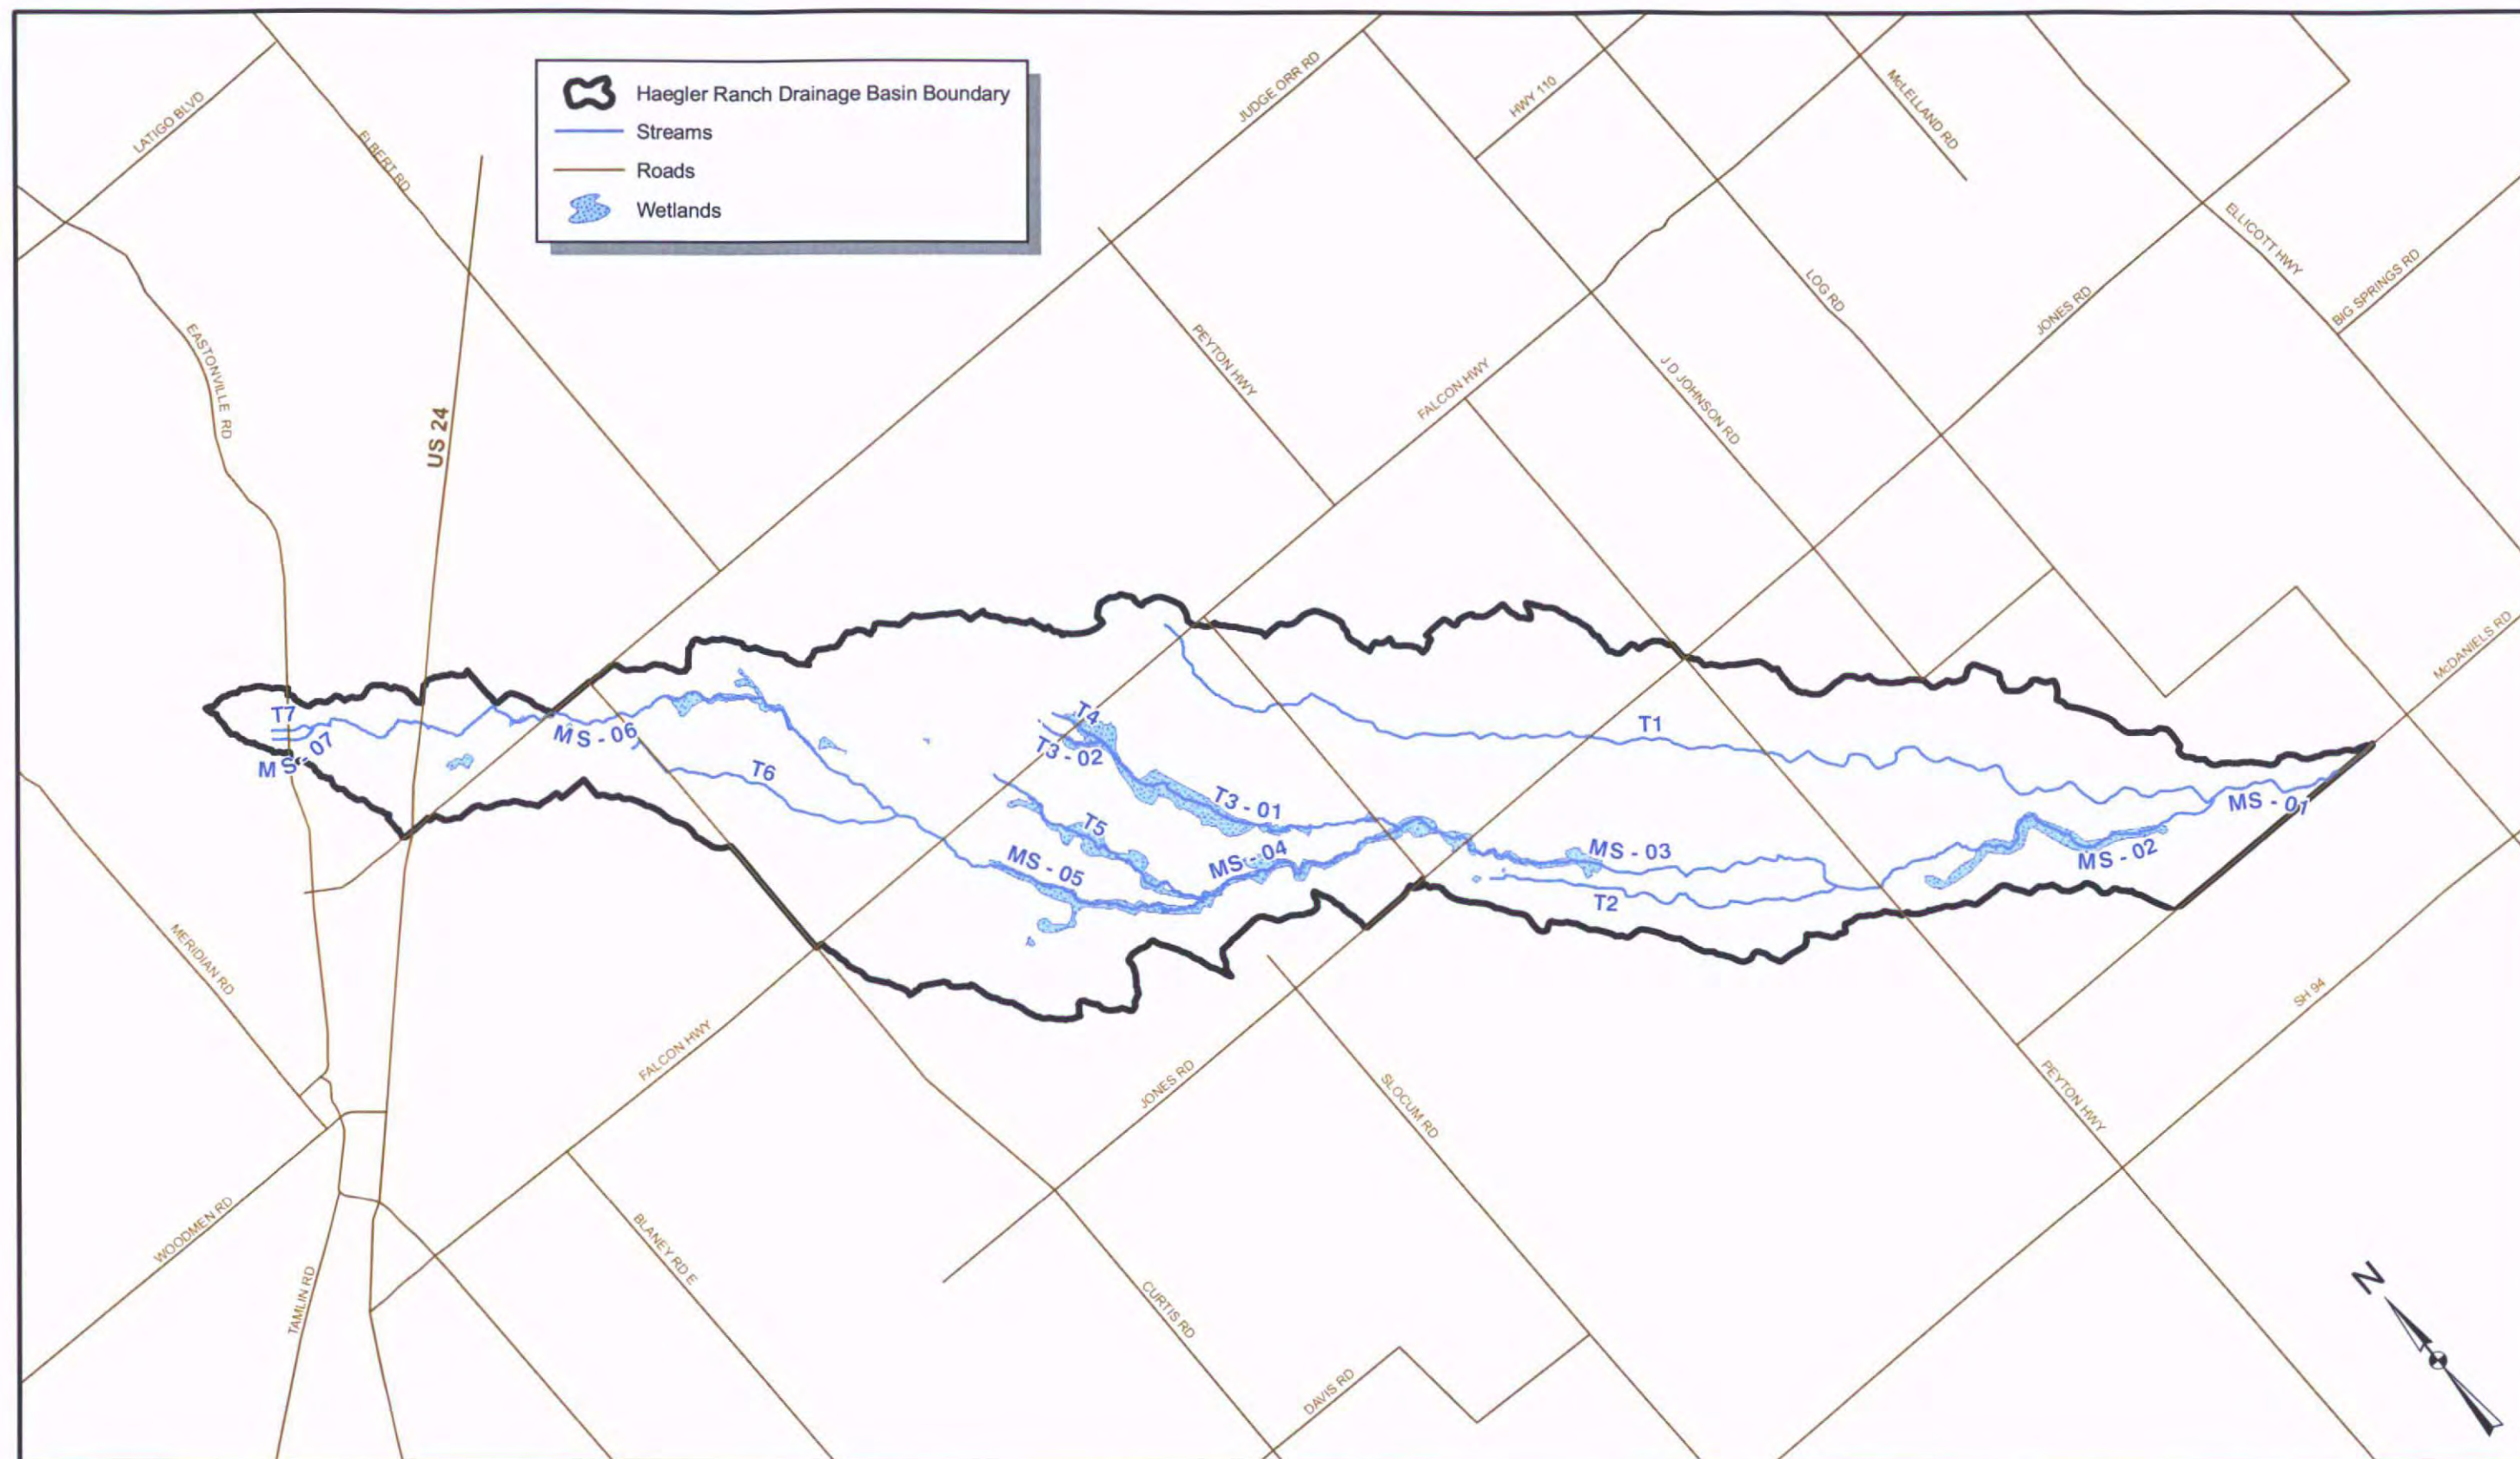 Haegler Ranch Drainage Basin Boundary
Streams
Roads
Wetlands
LATIGO BLVD
ELBERT RD
JUDGE ORR RD
HWY 110
McLELLAND RD
ELLICOTT HWY
BIG SPRINGS RD
LOG RD
JONES RD
EASTONVILLE RD
US 24
PEYTON HWY
FALCON HWY
J D JOHNSON RD
McDANIELS RD
T7
MS - 07
MS - 06
T6
T4
T3 - 02
T3 - 01
T5
MS - 05
MS - 04
T1
MS - 03
T2
MS - 01
MS - 02
MERIDIAN RD
FALCON HWY
JONES RD
SLOCUM RD
PEYTON HWY
SH 94
WOODMEN RD
TAMLIN RD
BLANEY RD E
CURTIS RD
DAVIS RD
N